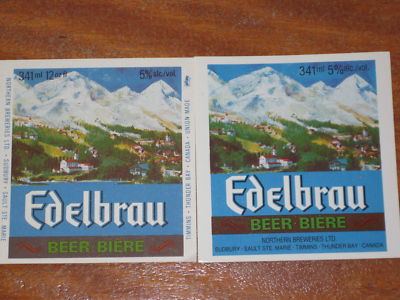 341 ml 12 oz fl
5% alc./vol.
NORTHERN BREWERIES LTD. - SUDBURY - SAULT STE. MARIE
Edelbrau
BEER·BIÈRE
TIMMINS - THUNDER BAY - CANADA - UNION MADE
341 ml 5% alc./vol.
Edelbrau
BEER·BIÈRE
NORTHERN BREWERIES LTD
SUDBURY · SAULT STE. MARIE · TIMMINS · THUNDER BAY · CANADA